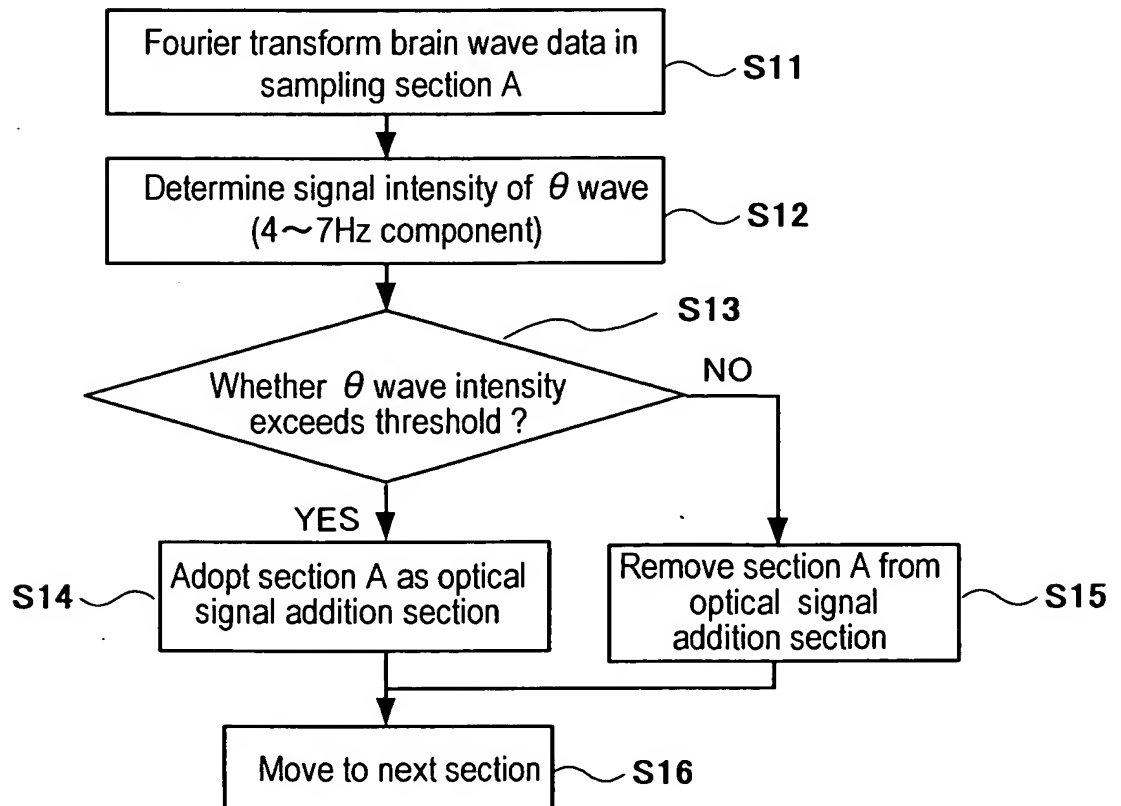 Fourier transform brain wave data in
sampling section A
S11
Determine signal intensity of θ wave
(4～7Hz component)
S12
S13
Whether θ wave intensity
exceeds threshold ?
NO
YES
S14
Adopt section A as optical
signal addition section
Remove section A from
optical signal
addition section
S15
Move to next section
S16